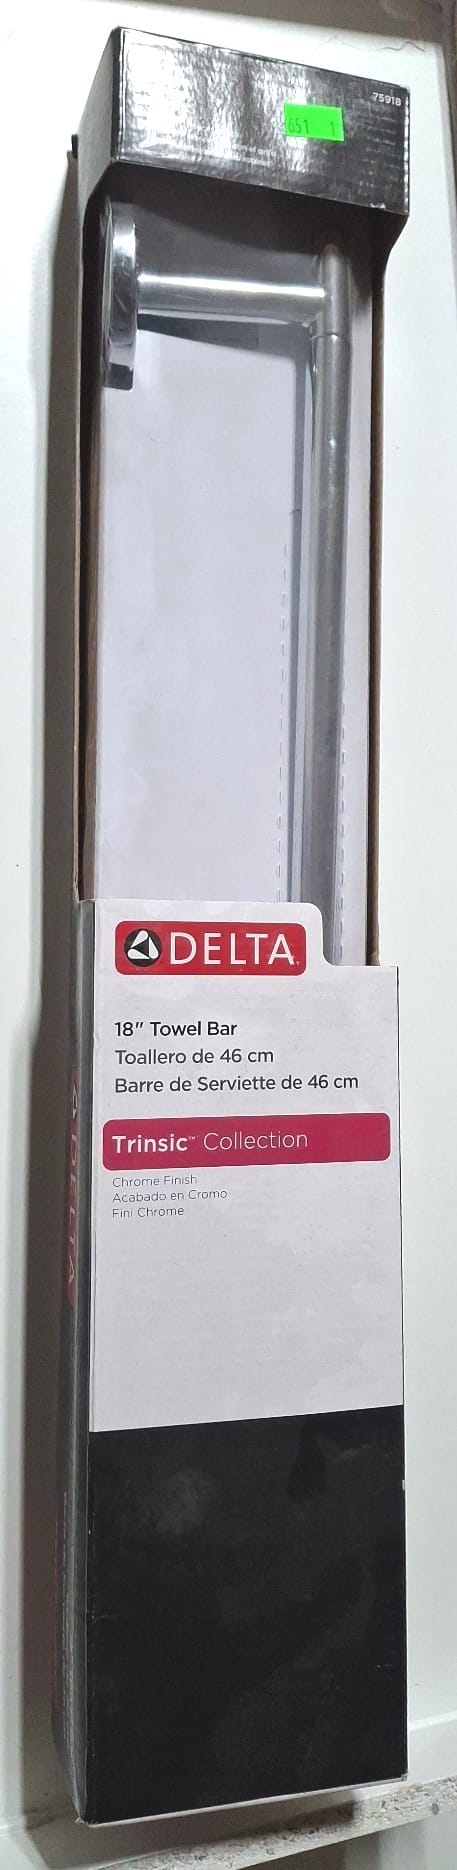 75918
651 1
DELTA
18" Towel Bar
Toallero de 46 cm
Barre de Serviette de 46 cm
Trinsic™ Collection
Chrome Finish
Acabado en Cromo
Fini Chrome
DELTA